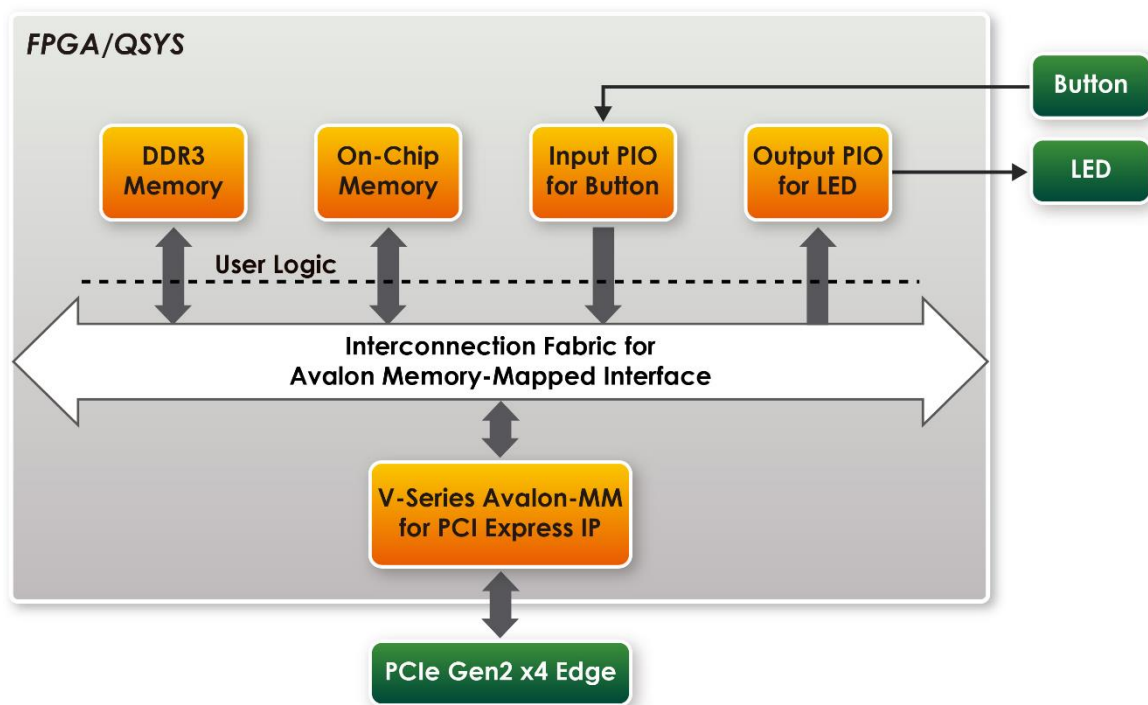 FPGA/QSYS
Button
LED
DDR3
Memory
On-Chip
Memory
Input PIO
for Button
Output PIO
for LED
User Logic
Interconnection Fabric for
Avalon Memory-Mapped Interface
V-Series Avalon-MM
for PCI Express IP
PCIe Gen2 x4 Edge